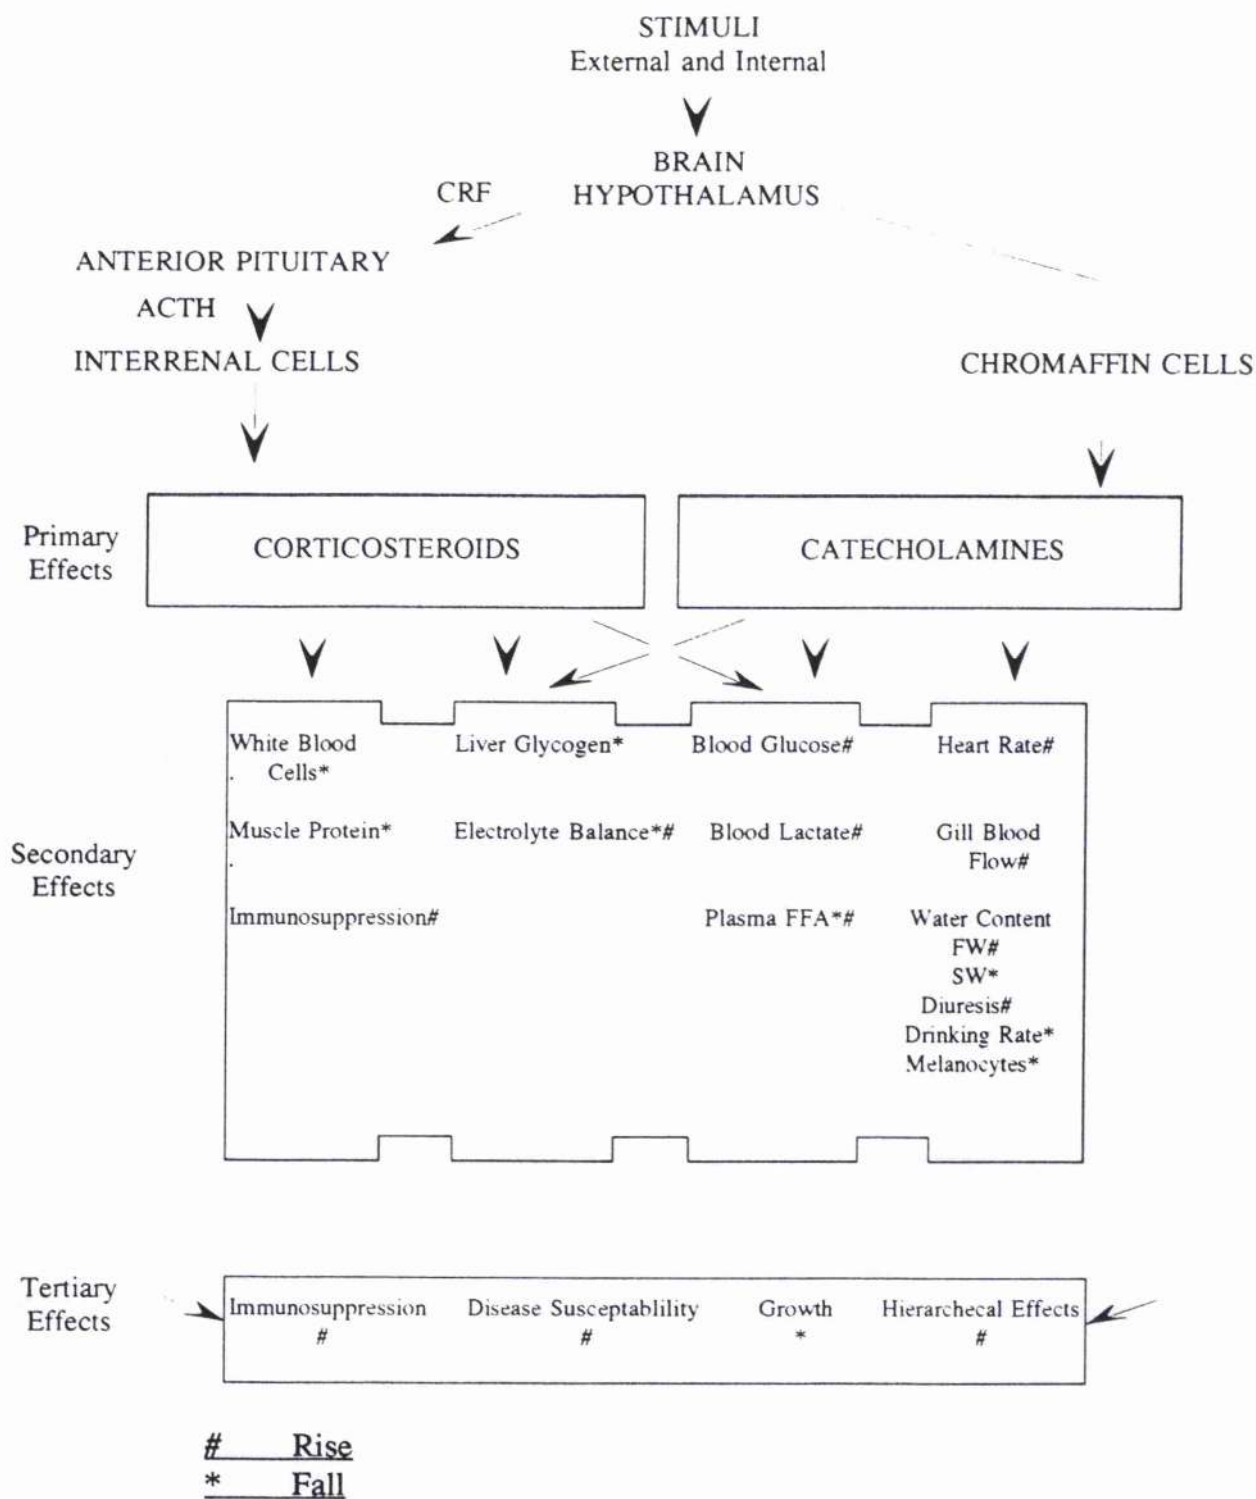 STIMULI
External and Internal
BRAIN
HYPOTHALAMUS
CRF
ANTERIOR PITUITARY
ACTH
INTERRENAL CELLS
CHROMAFFIN CELLS
Primary
Effects
CORTICOSTEROIDS
CATECHOLAMINES
White Blood
. Cells*
Liver Glycogen*
Blood Glucose#
Heart Rate#
Muscle Protein*
.
Electrolyte Balance*#
Blood Lactate#
Gill Blood
Flow#
Secondary
Effects
Immunosuppression#
Plasma FFA*#
Water Content
FW#
SW*
Diuresis#
Drinking Rate*
Melanocytes*
Tertiary
Effects
Immunosuppression
#
Disease Susceptablility
#
Growth
*
Hierarchecal Effects
#
# Rise
* Fall